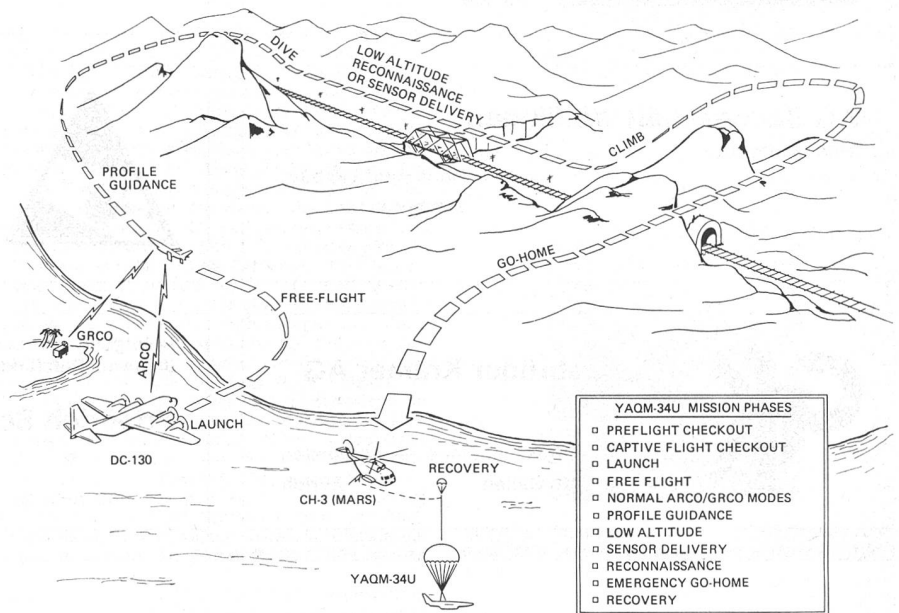 DIVE
LOW ALTITUDE
RECONNAISSANCE
OR SENSOR DELIVERY
CLIMB
PROFILE
GUIDANCE
GO-HOME
FREE-FLIGHT
GRCO
ARCO
LAUNCH
DC-130
RECOVERY
CH-3 (MARS)
YAQM-34U
YAQM-34U MISSION PHASES
PREFLIGHT CHECKOUT
CAPTIVE FLIGHT CHECKOUT
LAUNCH
FREE FLIGHT
NORMAL ARCO/GRCO MODES
PROFILE GUIDANCE
LOW ALTITUDE
SENSOR DELIVERY
RECONNAISSANCE
EMERGENCY GO-HOME
RECOVERY